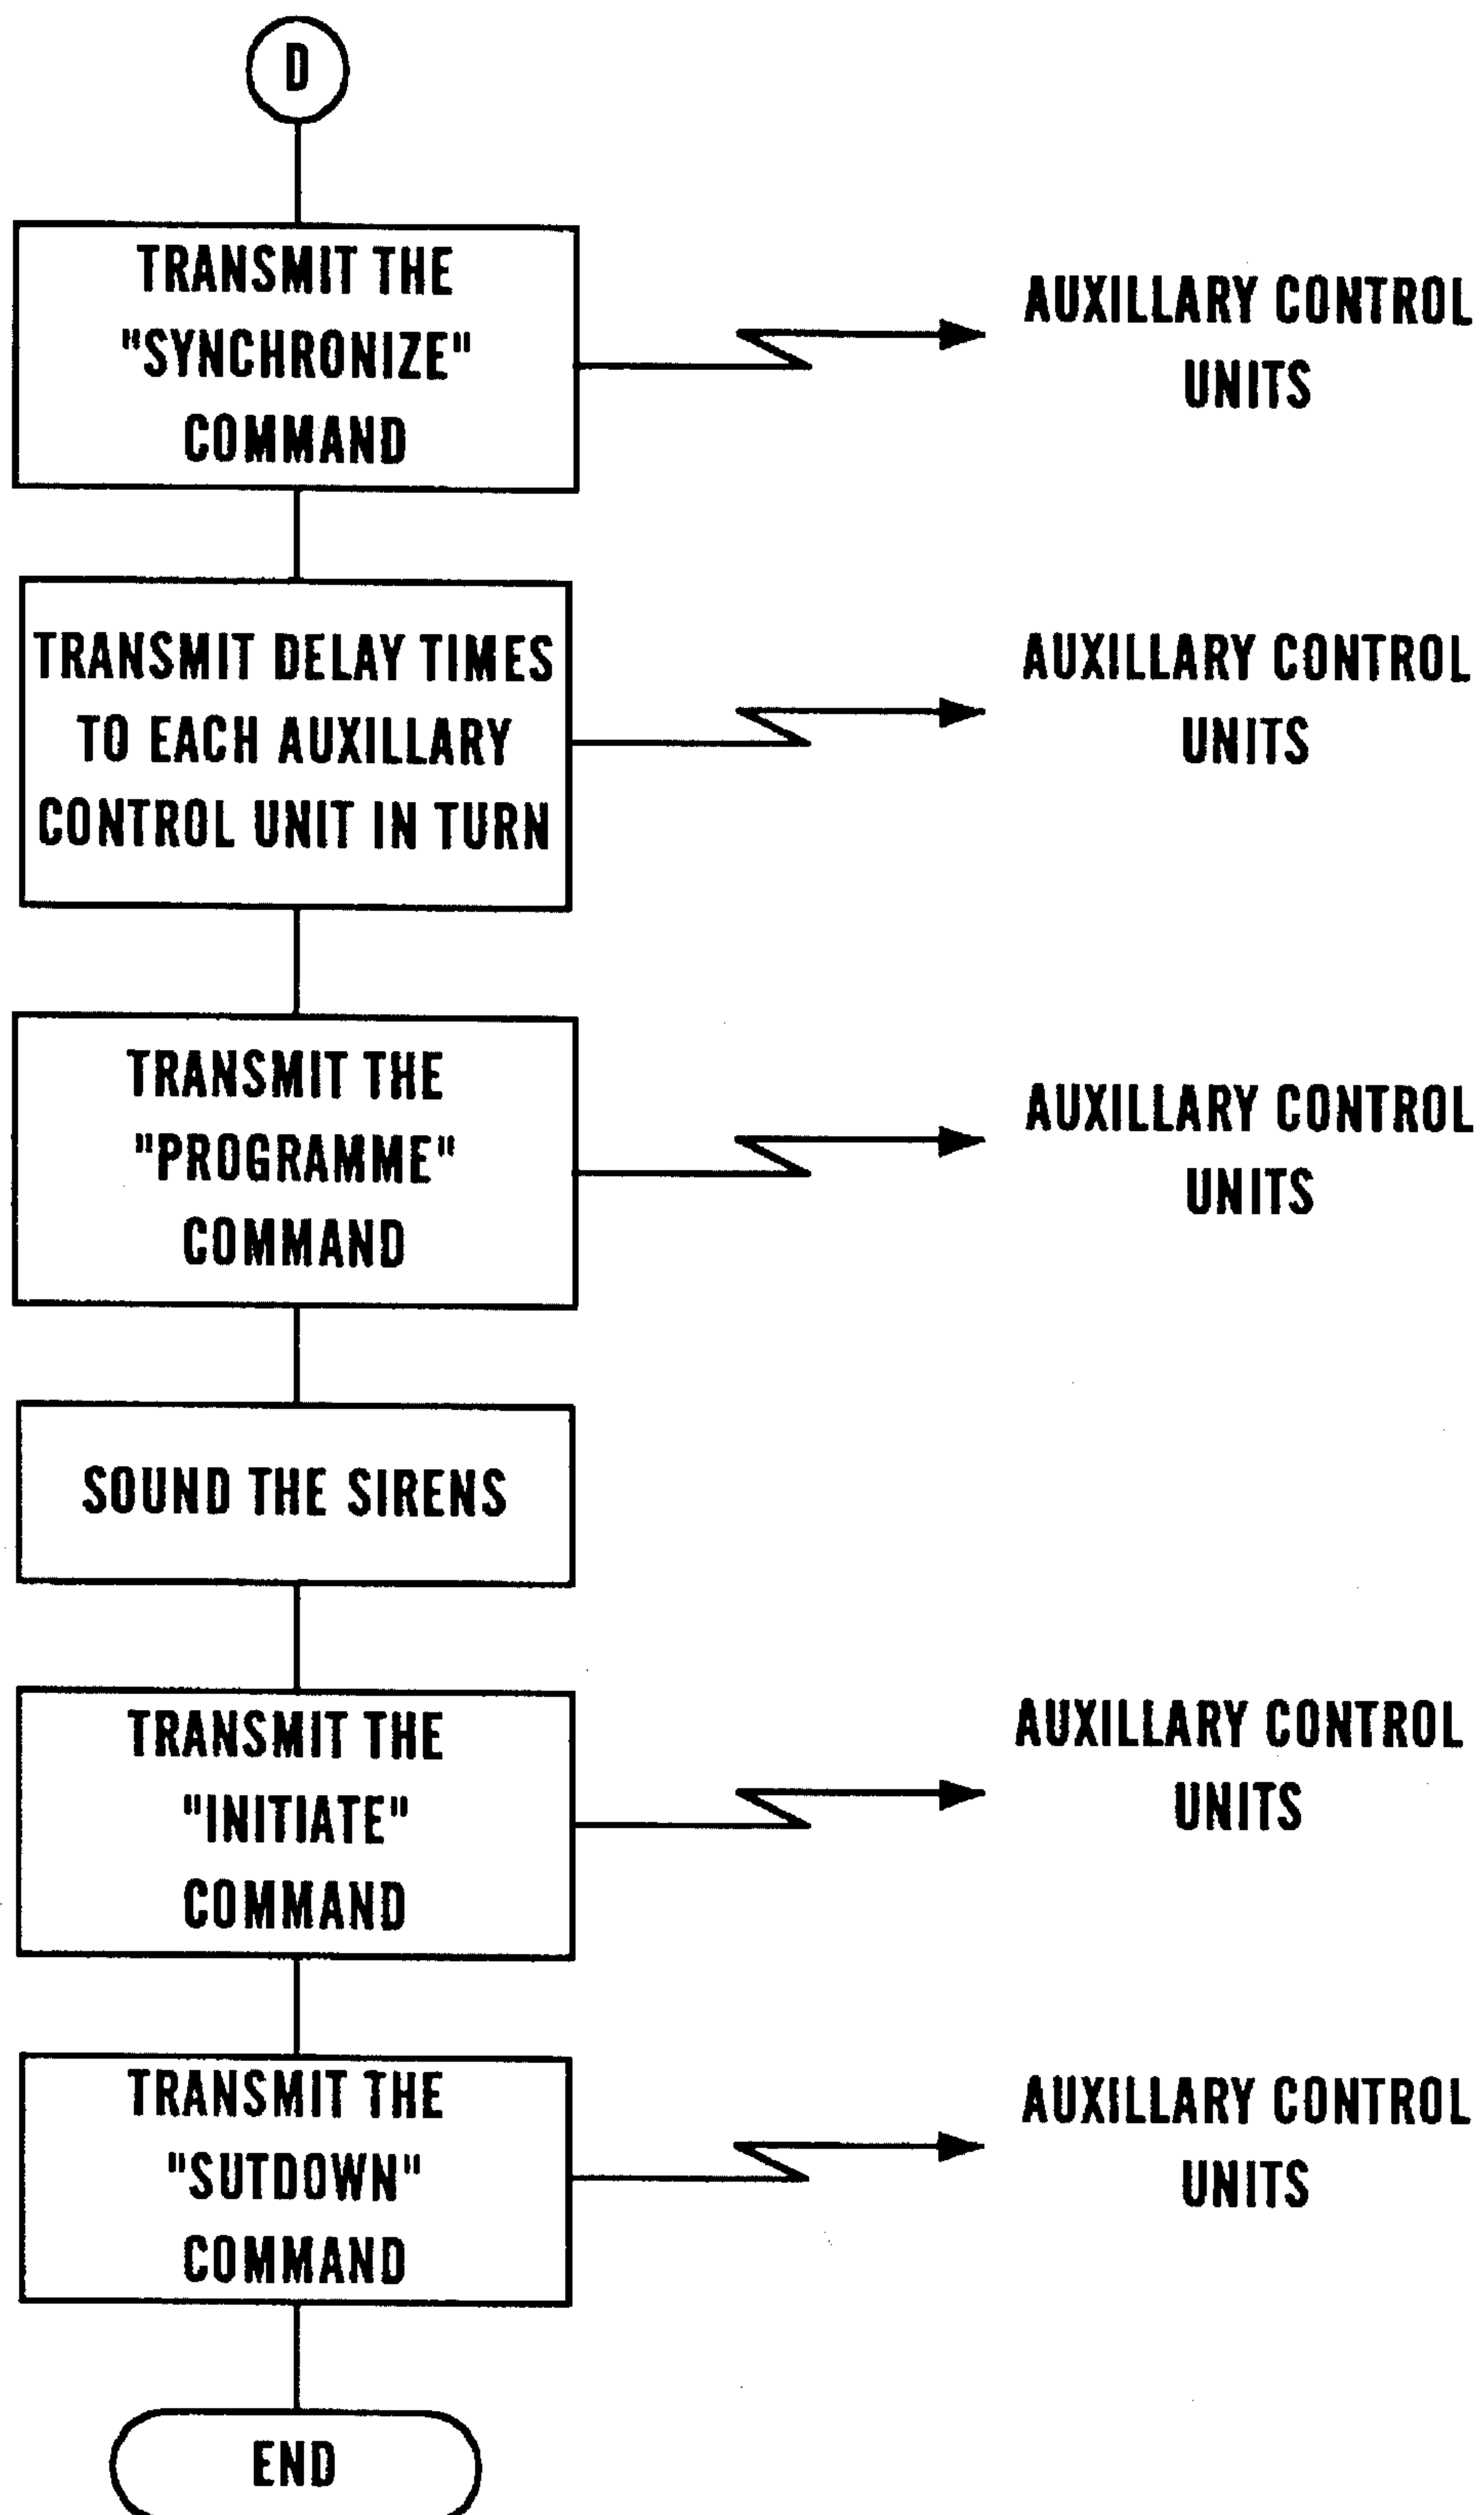 D
TRANSMIT THE
"SYNCHRONIZE"
COMMAND
AUXILLARY CONTROL
UNITS
TRANSMIT DELAY TIMES
TO EACH AUXILLARY
CONTROL UNIT IN TURN
AUXILLARY CONTROL
UNITS
TRANSMIT THE
"PROGRAMME"
COMMAND
AUXILLARY CONTROL
UNITS
SOUND THE SIRENS
TRANSMIT THE
"INITIATE"
COMMAND
AUXILLARY CONTROL
UNITS
TRANSMIT THE
"SUTDOWN"
COMMAND
AUXILLARY CONTROL
UNITS
END